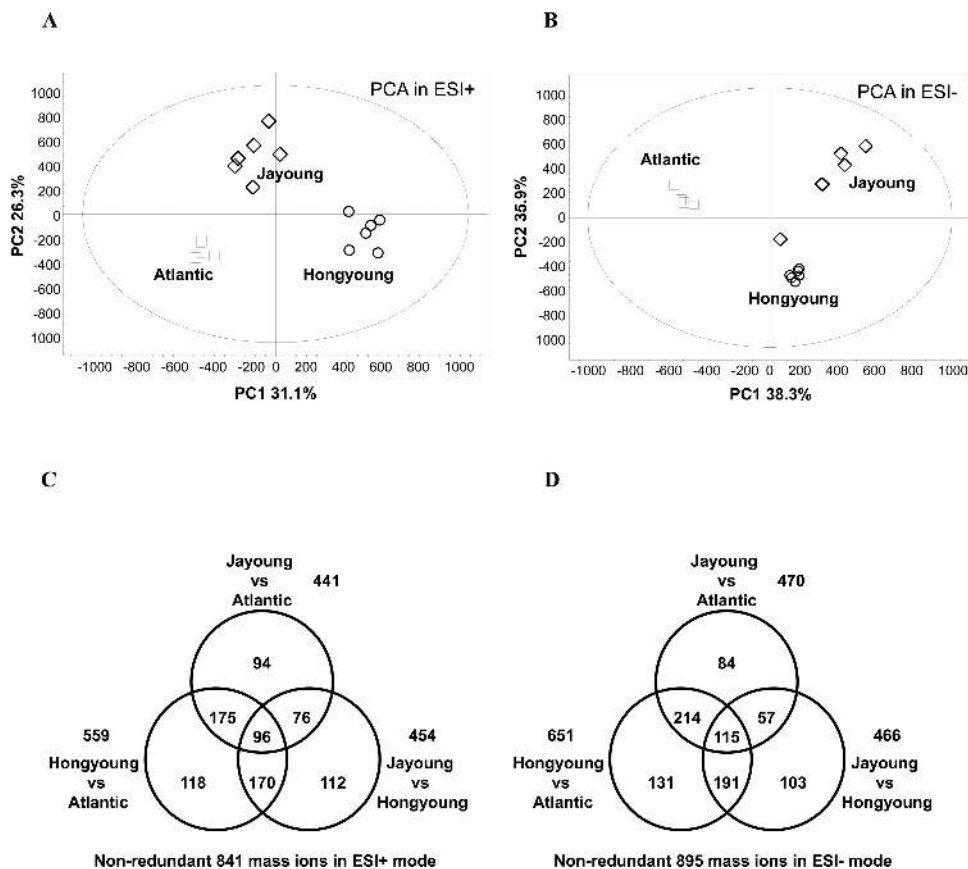 A
PCA in ESI+
1000
800
600
400
200
0
-200
-400
-600
-800
1000
PC2 26.3%
Jayoung
Atlantic
Hongyoung
-1000 -800 -600 -400 -200 0 200 400 600 800 1000
PC1 31.1%
B
PCA in ESI-
1000
800
600
400
200
0
-200
-400
-600
-800
1000
PC2 35.9%
Atlantic
Jayoung
Hongyoung
-1000 -800 -600 -400 -200 0 200 400 600 800 1000
PC1 38.3%
C
Jayoung
vs
Atlantic
441
94
175
76
96
559
Hongyoung
vs
Atlantic
118
170
112
454
Jayoung
vs
Hongyoung
Non-redundant 841 mass ions in ESI+ mode
D
Jayoung
vs
Atlantic
470
84
214
57
115
651
Hongyoung
vs
Atlantic
131
191
103
466
Jayoung
vs
Hongyoung
Non-redundant 895 mass ions in ESI- mode